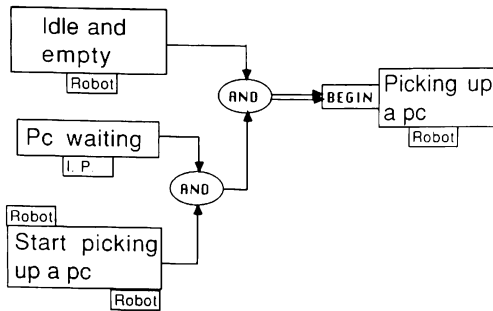 Idle and
empty
Robot
AND
BEGIN
Picking up
a pc
Robot
Pc waiting
I. P.
AND
Robot
Start picking
up a pc
Robot